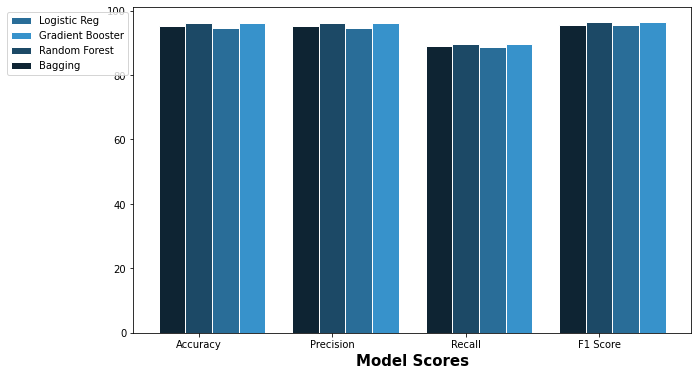 Logistic Reg
Gradient Booster
Random Forest
Bagging
100
80
60
40
20
0
Accuracy
Precision
Recall
F1 Score
Model Scores